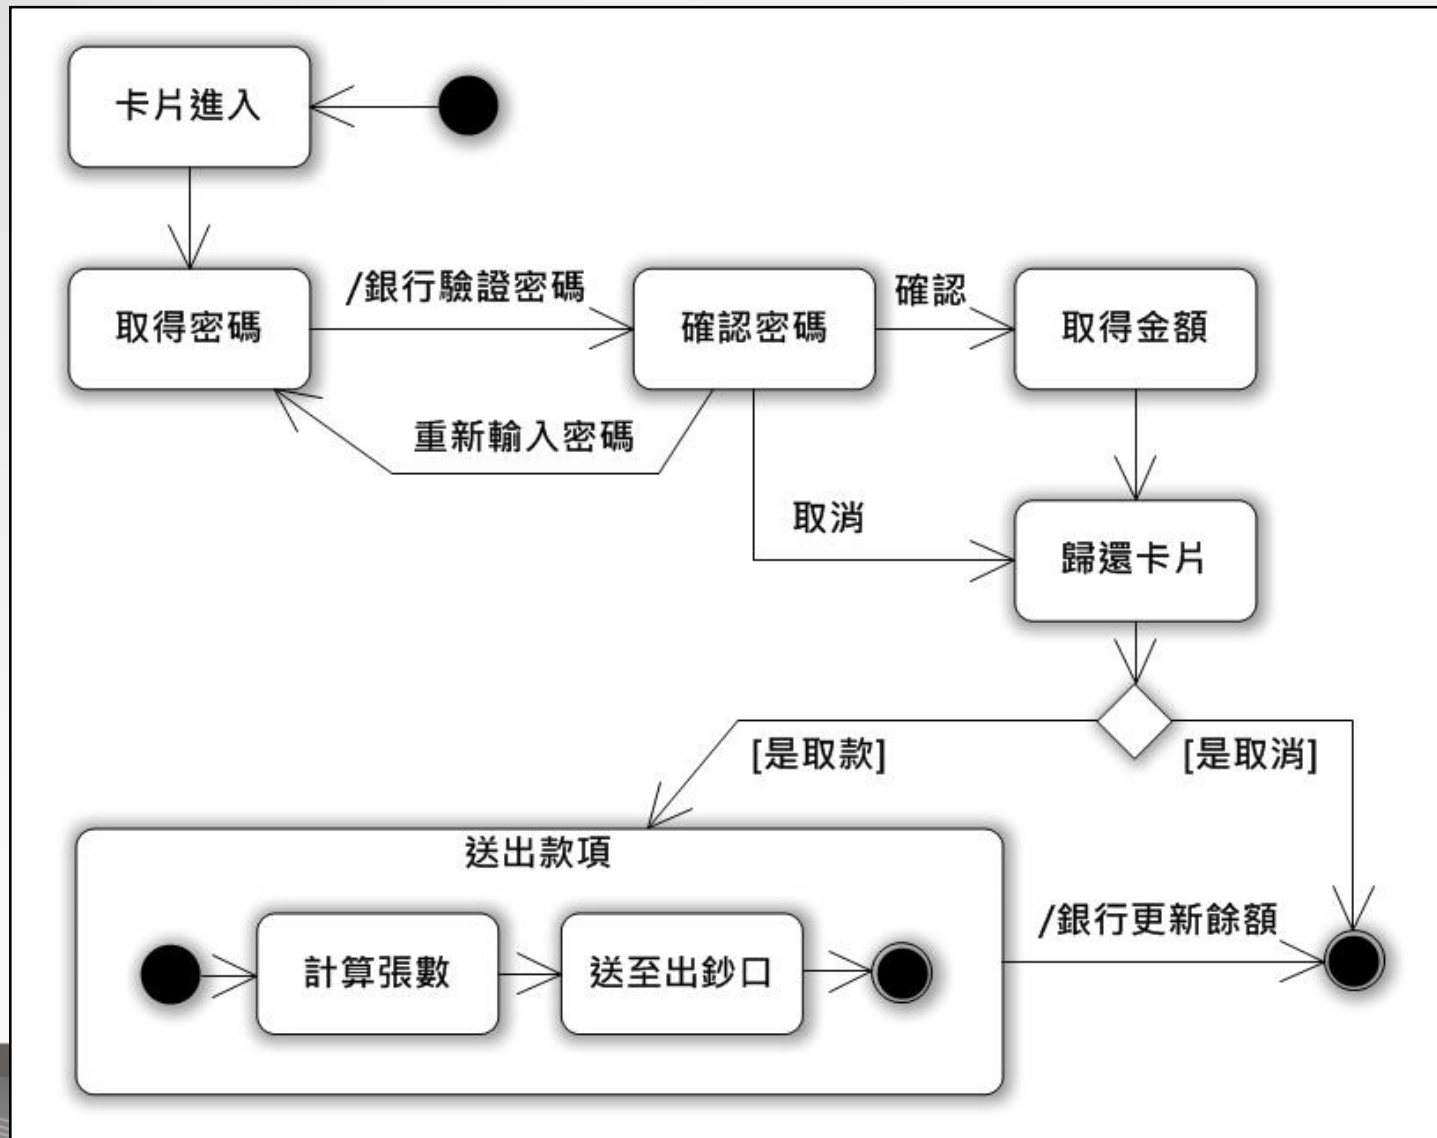 卡片進入
/銀行驗證密碼
確認
取得密碼
確認密碼
取得金額
重新輸入密碼
取消
歸還卡片
[是取款]
[是取消]
送出款項
/銀行更新餘額
計算張數
送至出鈔口